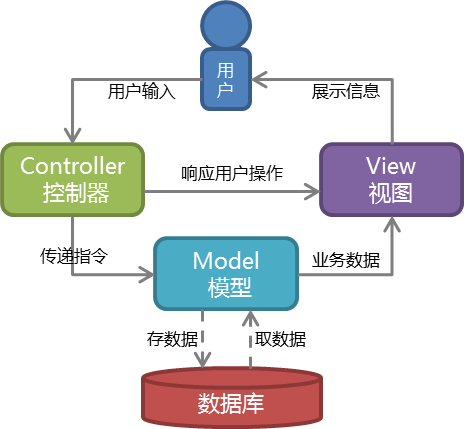 用
户
用户输入
展示信息
Controller
控制器
响应用户操作
View
视图
传递指令
Model
模型
业务数据
存数据
取数据
数据库